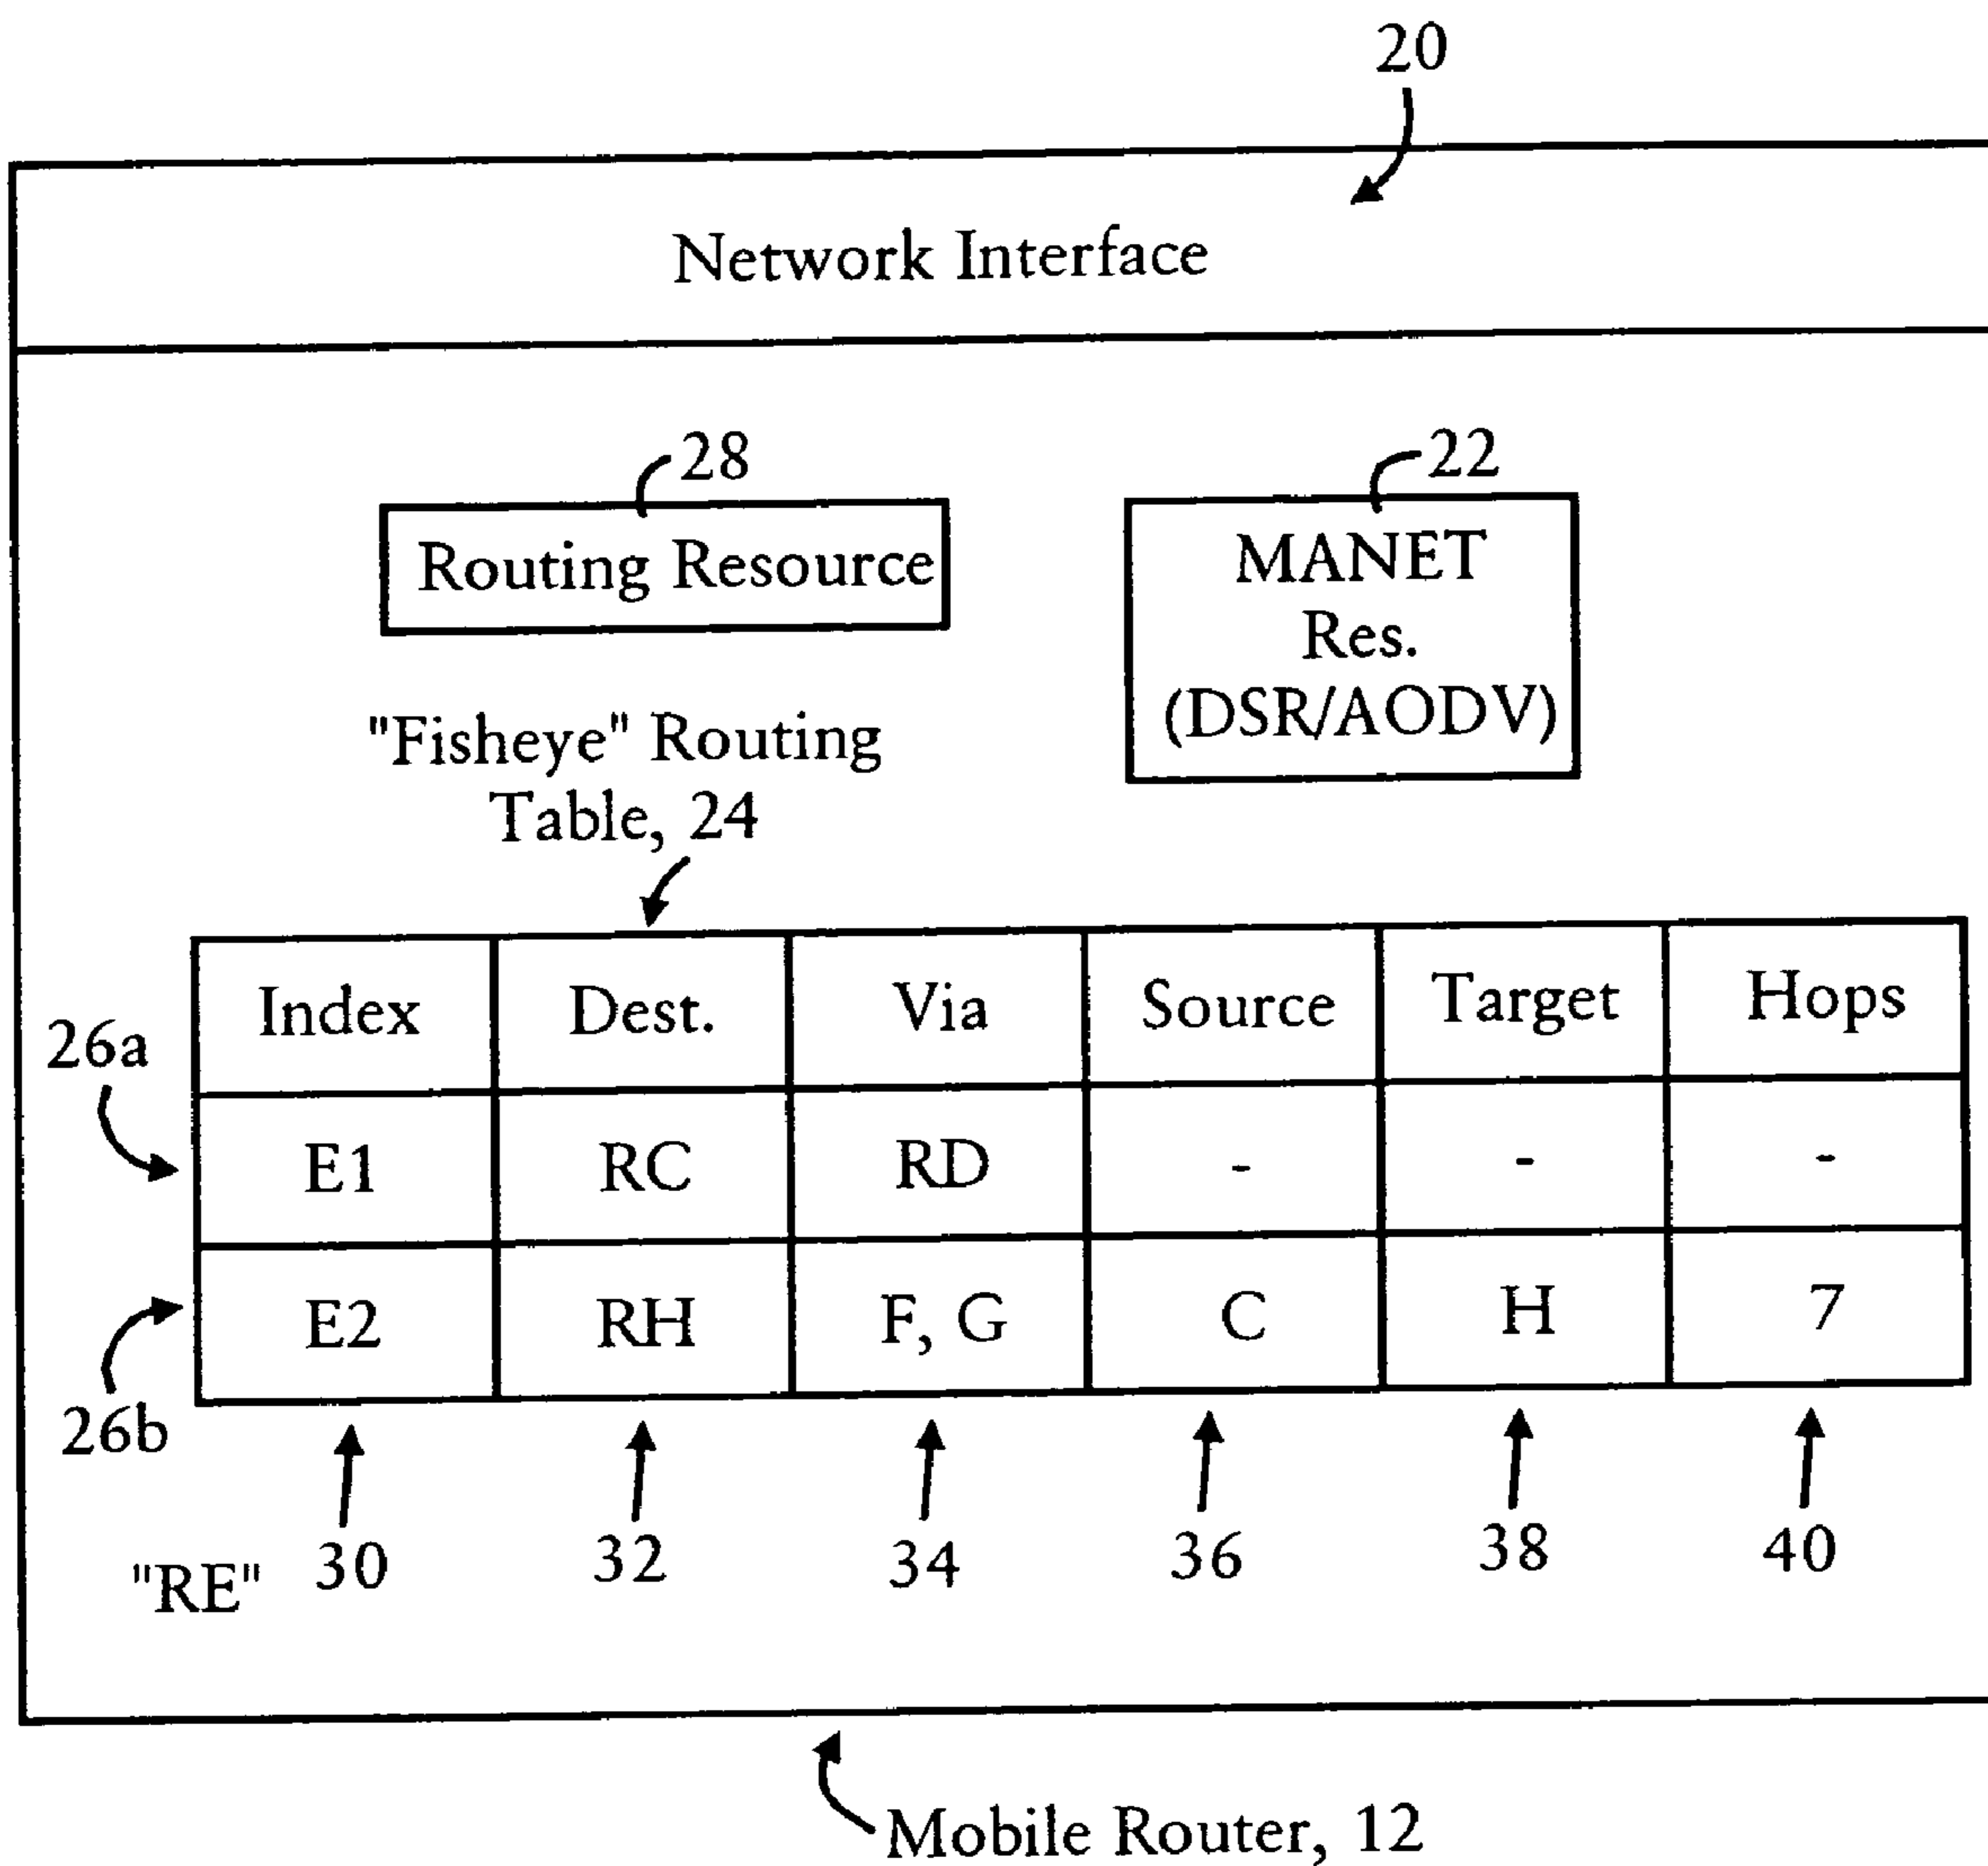 20
Network Interface
28
22
Routing Resource
MANET
Res.
(DSR/AODV)
"Fisheye" Routing
Table, 24
Index Dest. Via Source Target Hops
26a
E1 RC RD - - -
E2 RH F, G C H 7
26b
"RE" 30 32 34 36 38 40
Mobile Router, 12